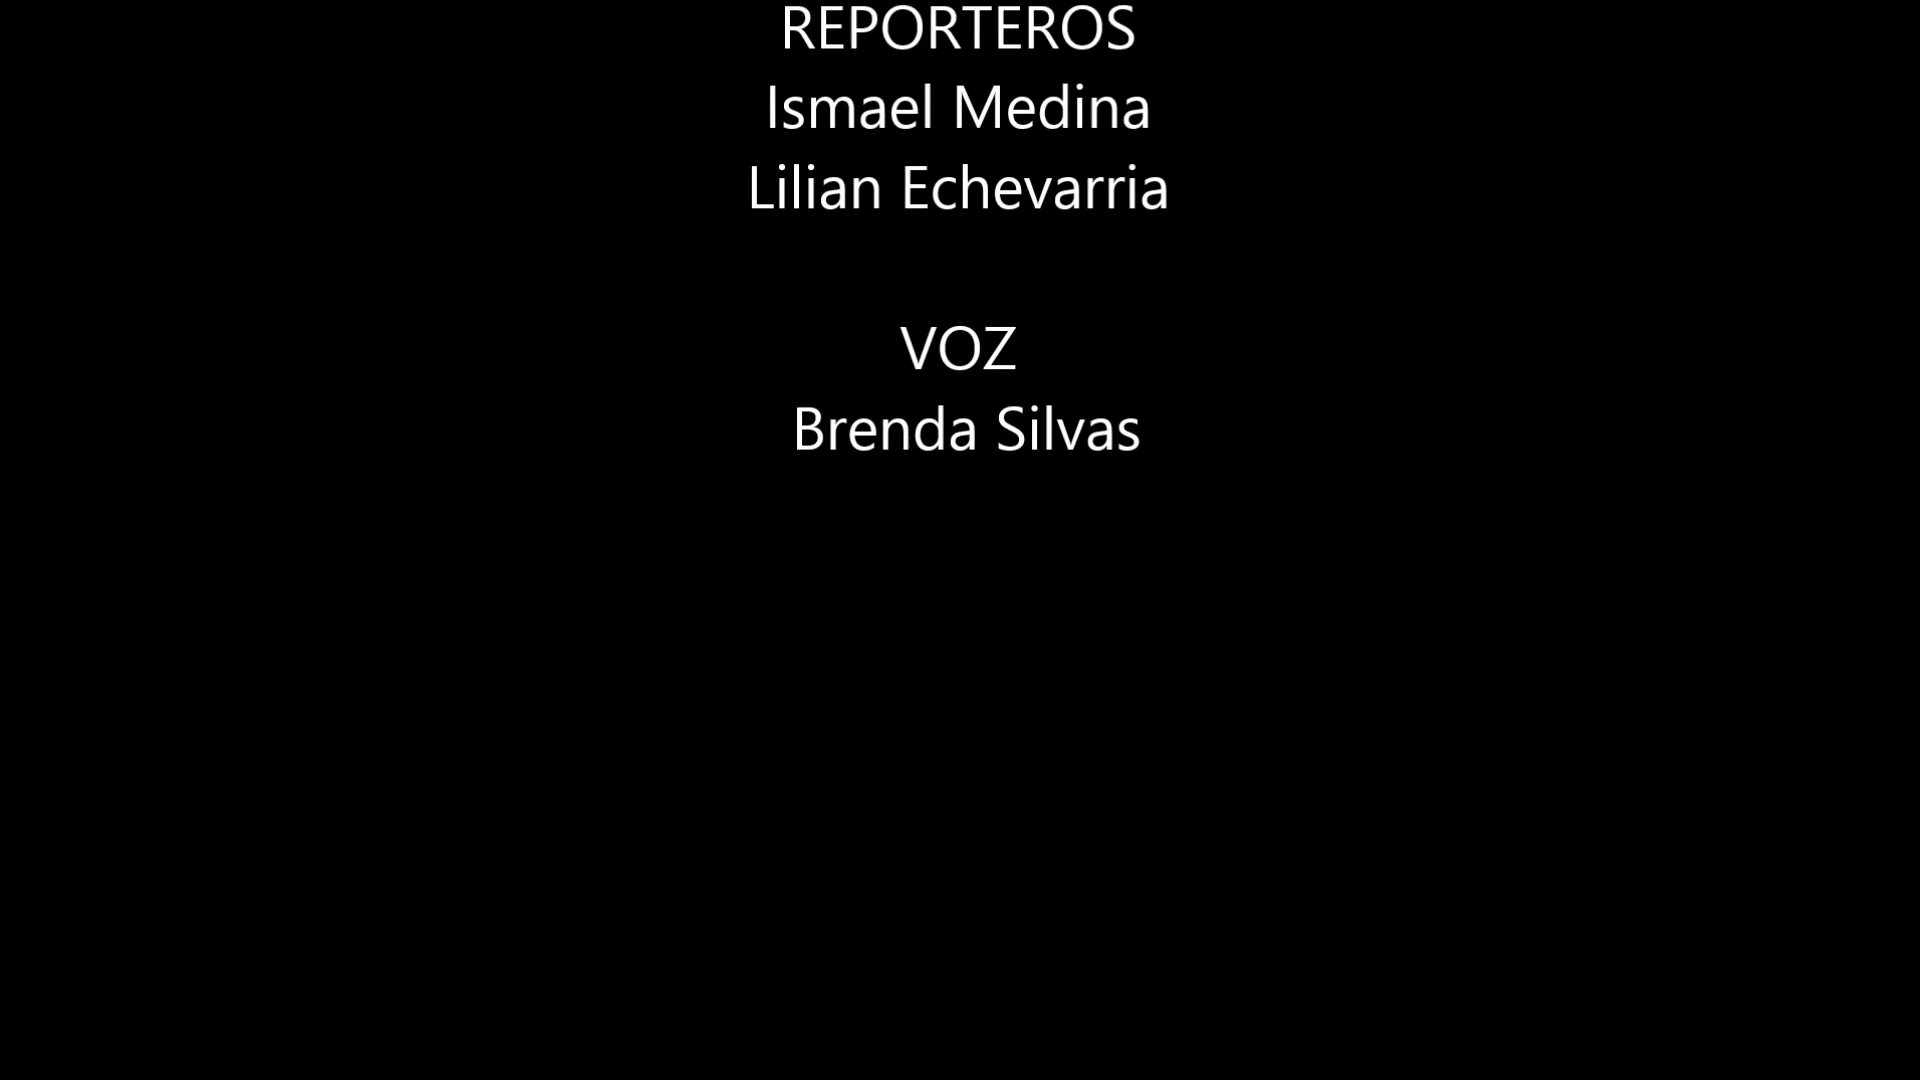 REPORTEROS
Ismael Medina
Lilian Echevarria
VOZ
Brenda Silvas